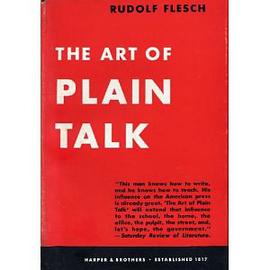 RUDOLF FLESCH
THE ART OF
PLAIN
TALK
"This man knows how to write,
and he knows how to teach. His
influence on the American press
is already great. 'The Art of Plain
Talk' will extend that influence
to the school, the home, the
office, the pulpit, the street, and,
let's hope, the government."
—Saturday Review of Literature.
HARPER & BROTHERS • ESTABLISHED 1817